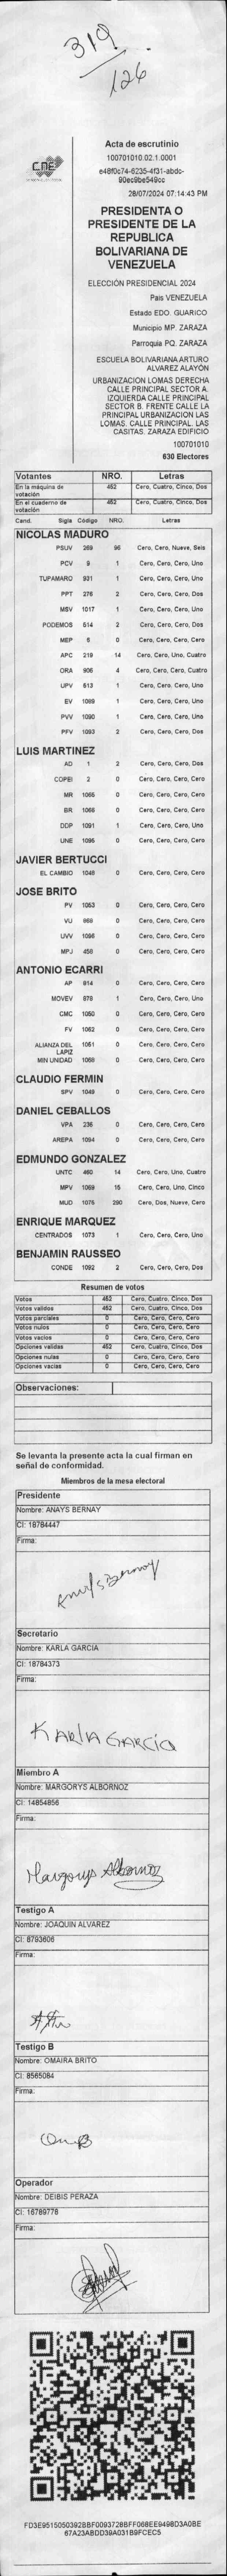 319
126
CNE
Acta de escrutinio
100701010.02.1.0001
e48f0c74-6235-4f31-abdc-
90ec9be549cc
28/07/2024 07:14:43 PM
PRESIDENTA O
PRESIDENTE DE LA
REPUBLICA
BOLIVARIANA DE
VENEZUELA
ELECCIÓN PRESIDENCIAL 2024
Pais VENEZUELA
Estado EDO. GUARICO
Municipio MP. ZARAZA
Parroquia PQ. ZARAZA
ESCUELA BOLIVARIANA ARTURO
ALVAREZ ALAYÓN
URBANIZACION LOMAS DERECHA
CALLE PRINCIPAL SECTOR A.
IZQUIERDA CALLE PRINCIPAL
SECTOR B. FRENTE CALLE LA
PRINCIPAL URBANIZACION LAS
LOMAS. CALLE PRINCIPAL. LAS
CASITAS. ZARAZA EDIFICIO
100701010
630 Electores
Votantes NRO. Letras
En la máquina de votación 452 Cero, Cuatro, Cinco, Dos
En el cuaderno de votación 452 Cero, Cuatro, Cinco, Dos
Cand. Sigla Código NRO. Letras
NICOLAS MADURO
PSUV 269 96 Cero, Cero, Nueve, Seis
PCV 9 1 Cero, Cero, Cero, Uno
TUPAMARO 931 1 Cero, Cero, Cero, Uno
PPT 276 2 Cero, Cero, Cero, Dos
MSV 1017 1 Cero, Cero, Cero, Uno
PODEMOS 514 2 Cero, Cero, Cero, Dos
MEP 6 0 Cero, Cero, Cero, Cero
APC 219 14 Cero, Cero, Uno, Cuatro
ORA 906 4 Cero, Cero, Cero, Cuatro
UPV 513 1 Cero, Cero, Cero, Uno
EV 1089 1 Cero, Cero, Cero, Uno
PVV 1090 1 Cero, Cero, Cero, Uno
PFV 1093 2 Cero, Cero, Cero, Dos
LUIS MARTINEZ
AD 1 2 Cero, Cero, Cero, Dos
COPEI 2 0 Cero, Cero, Cero, Cero
MR 1065 0 Cero, Cero, Cero, Cero
BR 1068 0 Cero, Cero, Cero, Cero
DDP 1091 1 Cero, Cero, Cero, Uno
UNE 1095 0 Cero, Cero, Cero, Cero
JAVIER BERTUCCI
EL CAMBIO 1048 0 Cero, Cero, Cero, Cero
JOSE BRITO
PV 1053 0 Cero, Cero, Cero, Cero
VU 968 0 Cero, Cero, Cero, Cero
UVV 1096 0 Cero, Cero, Cero, Cero
MPJ 456 0 Cero, Cero, Cero, Cero
ANTONIO ECARRI
AP 814 0 Cero, Cero, Cero, Cero
MOVEV 878 1 Cero, Cero, Cero, Uno
CMC 1050 0 Cero, Cero, Cero, Cero
FV 1062 0 Cero, Cero, Cero, Cero
ALIANZA DEL LAPIZ 1051 0 Cero, Cero, Cero, Cero
MIN UNIDAD 1056 0 Cero, Cero, Cero, Cero
CLAUDIO FERMIN
SPV 1049 0 Cero, Cero, Cero, Cero
DANIEL CEBALLOS
VPA 236 0 Cero, Cero, Cero, Cero
AREPA 1094 0 Cero, Cero, Cero, Cero
EDMUNDO GONZALEZ
UNTC 460 14 Cero, Cero, Uno, Cuatro
MPV 1069 15 Cero, Cero, Uno, Cinco
MUD 1076 290 Cero, Dos, Nueve, Cero
ENRIQUE MARQUEZ
CENTRADOS 1073 1 Cero, Cero, Cero, Uno
BENJAMIN RAUSSEO
CONDE 1092 2 Cero, Cero, Cero, Dos
Resumen de votos
Votos 452 Cero, Cuatro, Cinco, Dos
Votos validos 452 Cero, Cuatro, Cinco, Dos
Votos parciales 0 Cero, Cero, Cero, Cero
Votos nulos 0 Cero, Cero, Cero, Cero
Votos vacios 0 Cero, Cero, Cero, Cero
Opciones validas 452 Cero, Cuatro, Cinco, Dos
Opciones nulas 0 Cero, Cero, Cero, Cero
Opciones vacias 0 Cero, Cero, Cero, Cero
Observaciones:
Se levanta la presente acta la cual firman en
señal de conformidad.
Miembros de la mesa electoral
Presidente
Nombre: ANAYS BERNAY
CI: 18784447
Firma:
Anays Bernay
Secretario
Nombre: KARLA GARCIA
CI: 18784373
Firma:
KARlA GARCIA
Miembro A
Nombre: MARGORYS ALBORNOZ
CI: 14854856
Firma:
Margorys Albornoz
Testigo A
Nombre: JOAQUIN ALVAREZ
CI: 8793606
Firma:
Testigo B
Nombre: OMAIRA BRITO
CI: 8565084
Firma:
OmB
Operador
Nombre: DEIBIS PERAZA
CI: 16789778
Firma:
FD3E9515050392BBF0093728BFF068EE9498D3A0BE
67A23ABDD39A031B9FCEC5